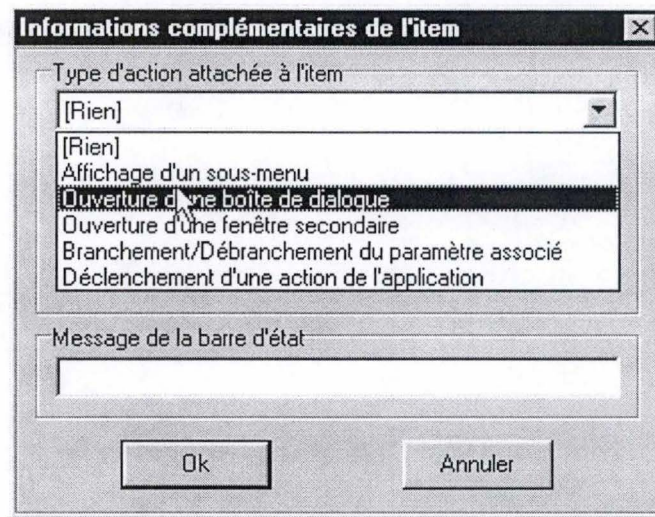 Informations complémentaires de l'item
Type d'action attachée à l'item
[Rien]
[Rien]
Affichage d'un sous-menu
Ouverture d'une boîte de dialogue
Ouverture d'une fenêtre secondaire
Branchement/Débranchement du paramètre associé
Déclenchement d'une action de l'application
Message de la barre d'état
Ok Annuler